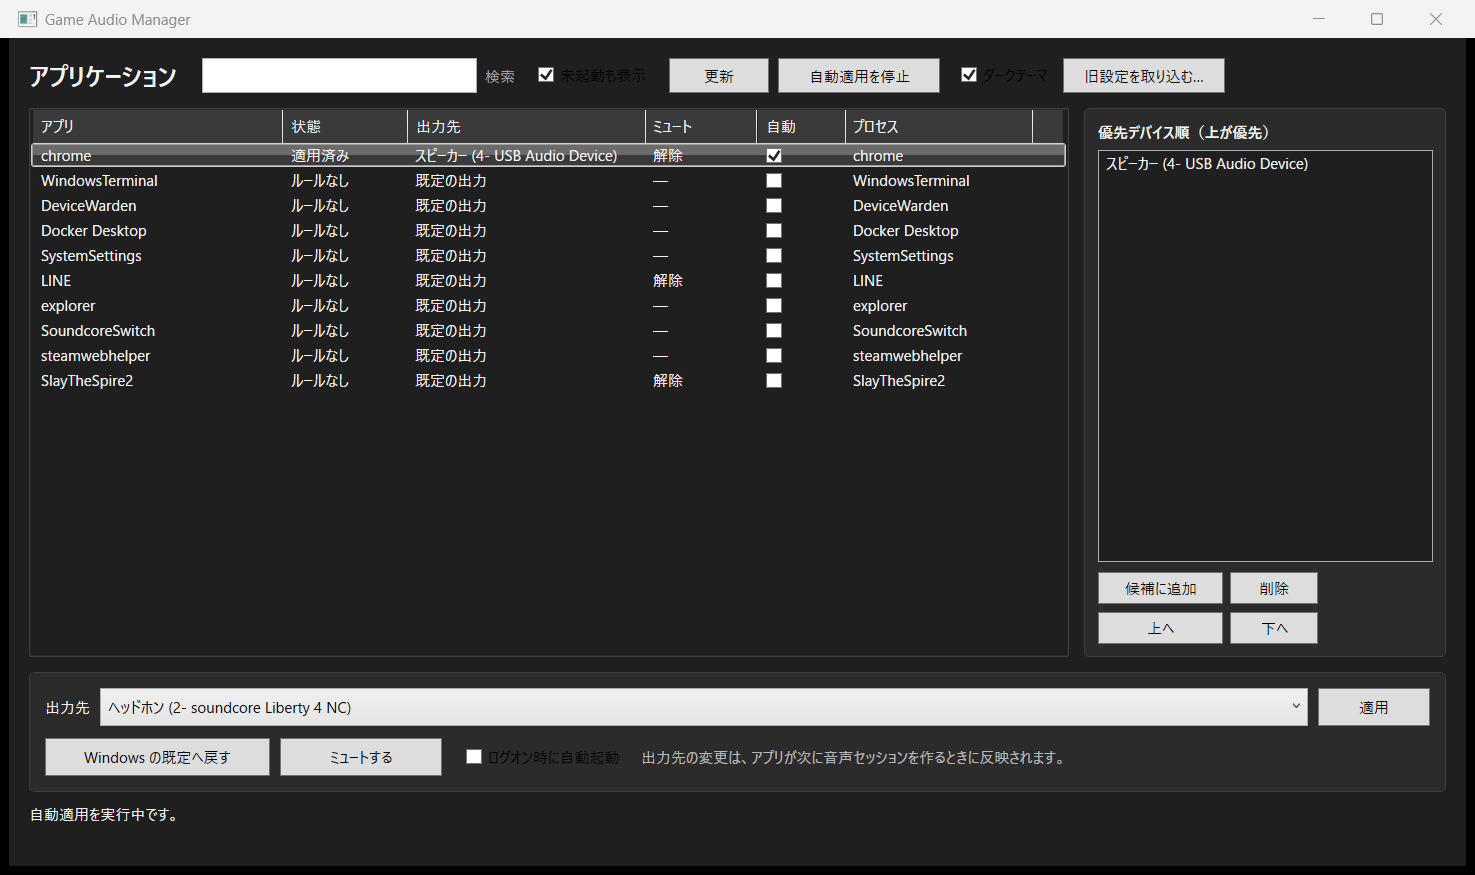 Game Audio Manager
アプリケーション 検索 未起動も表示 更新 自動適用を停止 ダークテーマ 旧設定を取り込む...
アプリ 状態 出力先 ミュート 自動 プロセス
chrome 適用済み スピーカー (4- USB Audio Device) 解除 chrome
WindowsTerminal ルールなし 既定の出力 — WindowsTerminal
DeviceWarden ルールなし 既定の出力 — DeviceWarden
Docker Desktop ルールなし 既定の出力 — Docker Desktop
SystemSettings ルールなし 既定の出力 — SystemSettings
LINE ルールなし 既定の出力 解除 LINE
explorer ルールなし 既定の出力 — explorer
SoundcoreSwitch ルールなし 既定の出力 — SoundcoreSwitch
steamwebhelper ルールなし 既定の出力 — steamwebhelper
SlayTheSpire2 ルールなし 既定の出力 解除 SlayTheSpire2
優先デバイス順（上が優先）
スピーカー (4- USB Audio Device)
候補に追加 削除
上へ 下へ
出力先 ヘッドホン (2- soundcore Liberty 4 NC) 適用
Windows の既定へ戻す ミュートする ログオン時に自動起動 出力先の変更は、アプリが次に音声セッションを作るときに反映されます。
自動適用を実行中です。